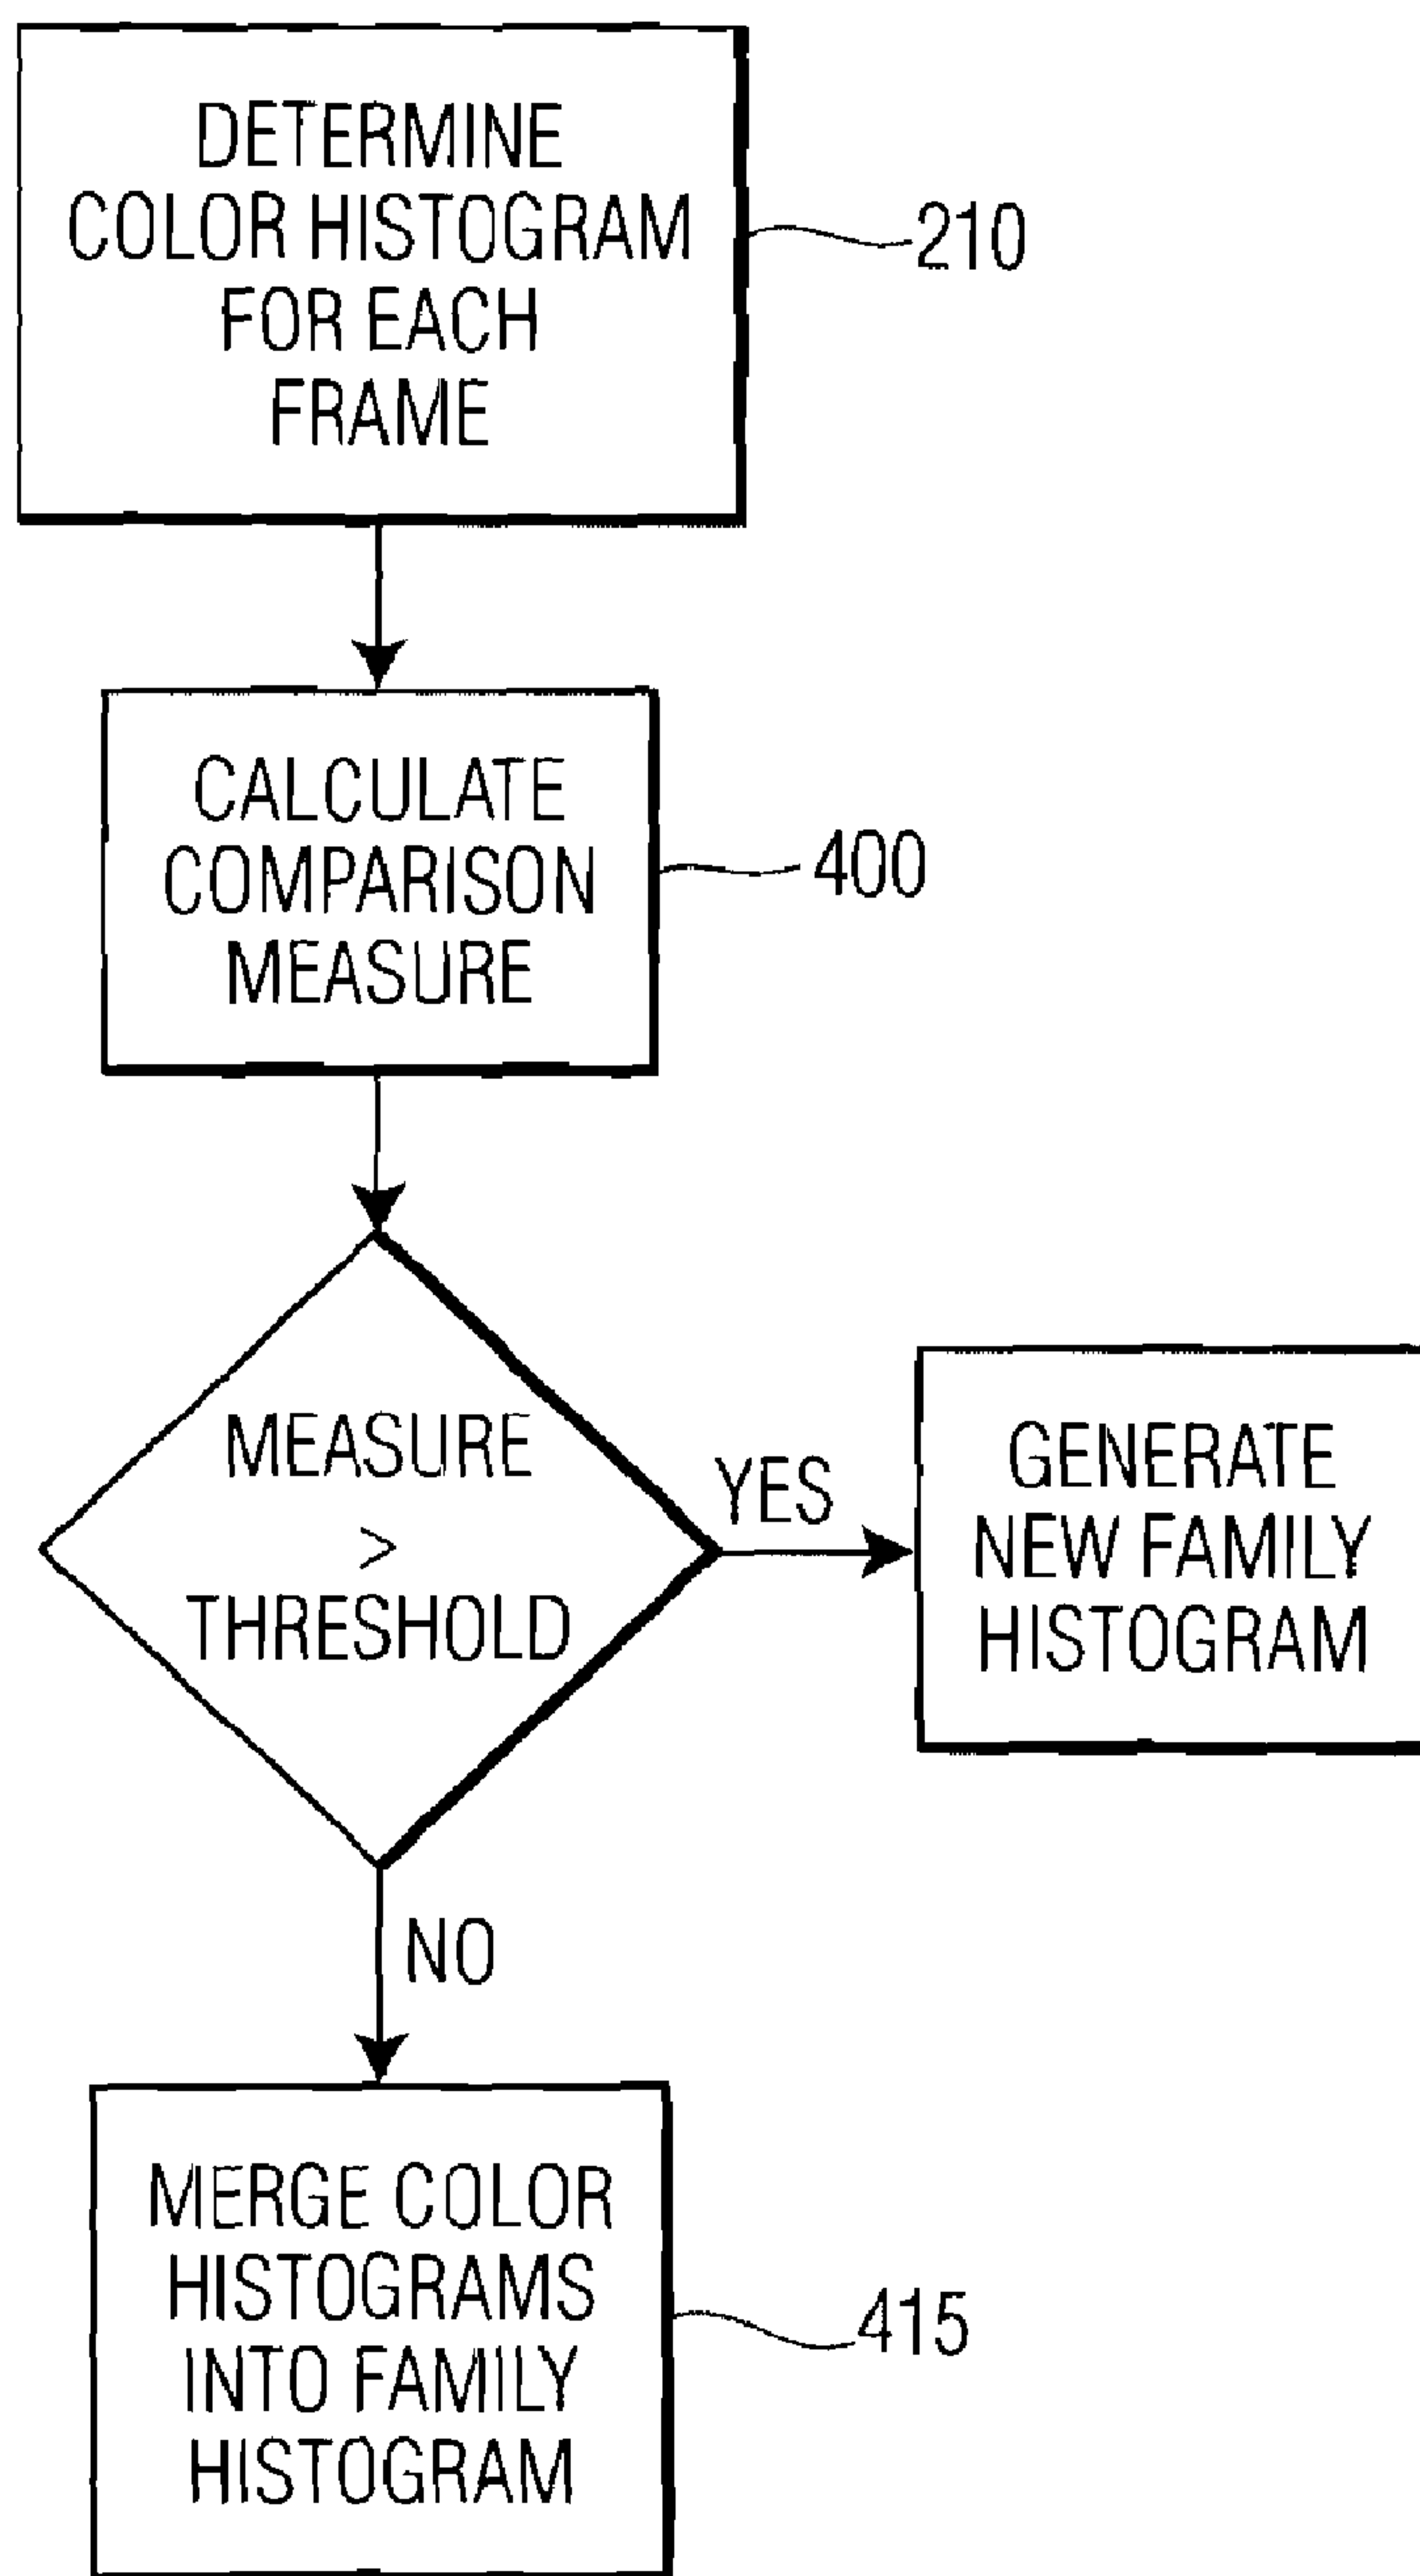 DETERMINE
COLOR HISTOGRAM
FOR EACH
FRAME
210
CALCULATE
COMPARISON
MEASURE
400
MEASURE
>
THRESHOLD
YES
GENERATE
NEW FAMILY
HISTOGRAM
NO
MERGE COLOR
HISTOGRAMS
INTO FAMILY
HISTOGRAM
415